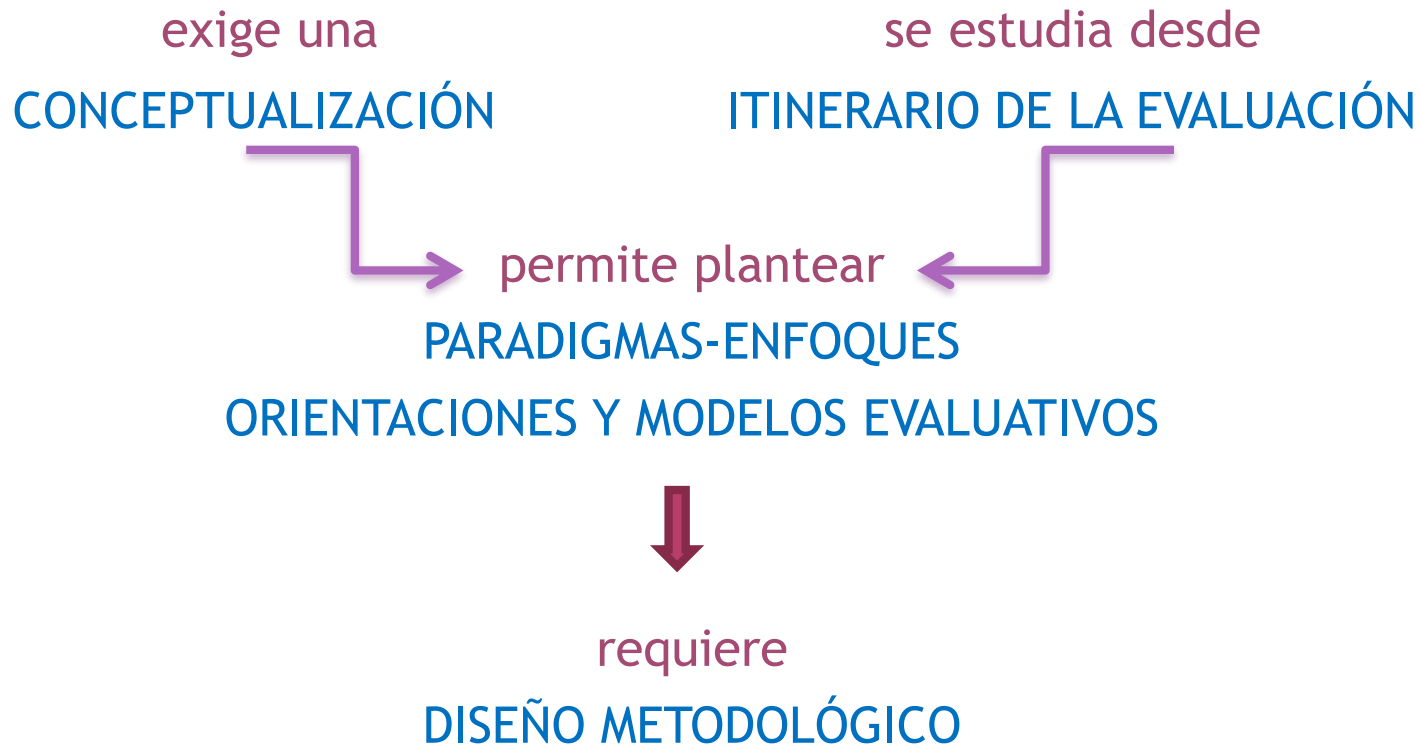 exige una
CONCEPTUALIZACIÓN
se estudia desde
ITINERARIO DE LA EVALUACIÓN
permite plantear
PARADIGMAS-ENFOQUES
ORIENTACIONES Y MODELOS EVALUATIVOS
requiere
DISEÑO METODOLÓGICO